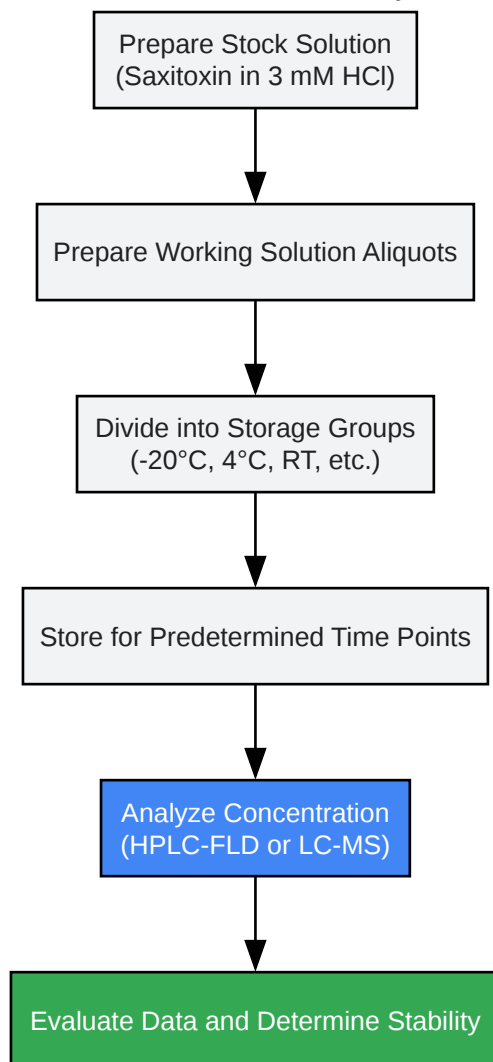 Prepare Stock Solution
(Saxitoxin in 3 mM HCl)
Prepare Working Solution Aliquots
Divide into Storage Groups
(-20°C, 4°C, RT, etc.)
Store for Predetermined Time Points
Analyze Concentration
(HPLC-FLD or LC-MS)
Evaluate Data and Determine Stability